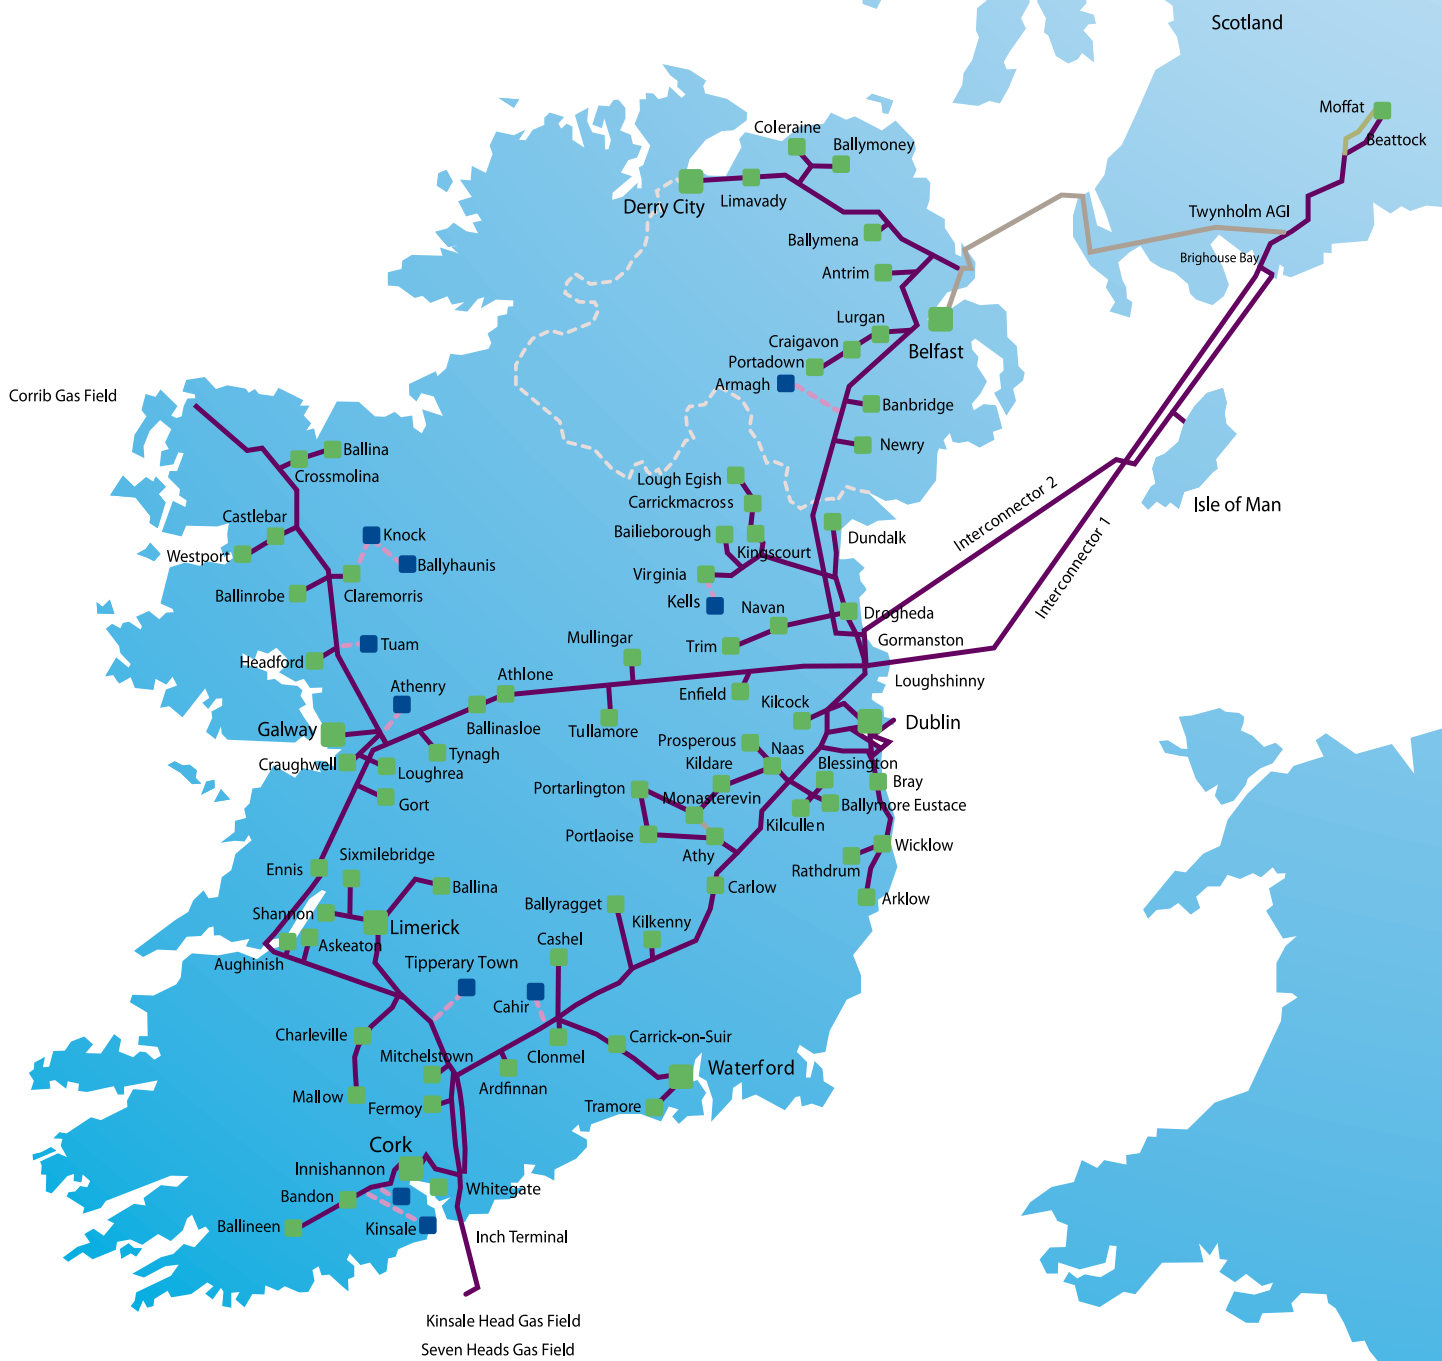 Scotland
Moffat
Beattock
Coleraine
Ballymoney
Derry City
Limavady
Twynholm AGI
Ballymena
Brighouse Bay
Antrim
Lurgan
Craigavon
Belfast
Portadown
Armagh
Corrib Gas Field
Banbridge
Newry
Ballina
Crossmolina
Lough Egish
Carrickmacross
Interconnector 2
Isle of Man
Castlebar
Knock
Bailieborough
Kingscourt
Dundalk
Interconnector 1
Westport
Ballyhaunis
Virginia
Ballinrobe
Claremorris
Kells
Navan
Drogheda
Mullingar
Trim
Gormanston
Tuam
Headford
Athlone
Loughshinny
Athenry
Enfield
Kilcock
Galway
Ballinasloe
Tullamore
Dublin
Prosperous
Naas
Tynagh
Craughwell
Loughrea
Kildare
Blessington
Bray
Portarlington
Monasterevin
Gort
Ballymore Eustace
Kilcullen
Portlaoise
Athy
Wicklow
Sixmilebridge
Ennis
Rathdrum
Ballina
Carlow
Arklow
Shannon
Limerick
Ballyragget
Kilkenny
Askeaton
Cashel
Aughinish
Tipperary Town
Cahir
Charleville
Carrick-on-Suir
Mitchelstown
Clonmel
Waterford
Ardfinnan
Mallow
Fermoy
Tramore
Cork
Innishannon
Whitegate
Bandon
Ballineen
Kinsale
Inch Terminal
Kinsale Head Gas Field
Seven Heads Gas Field